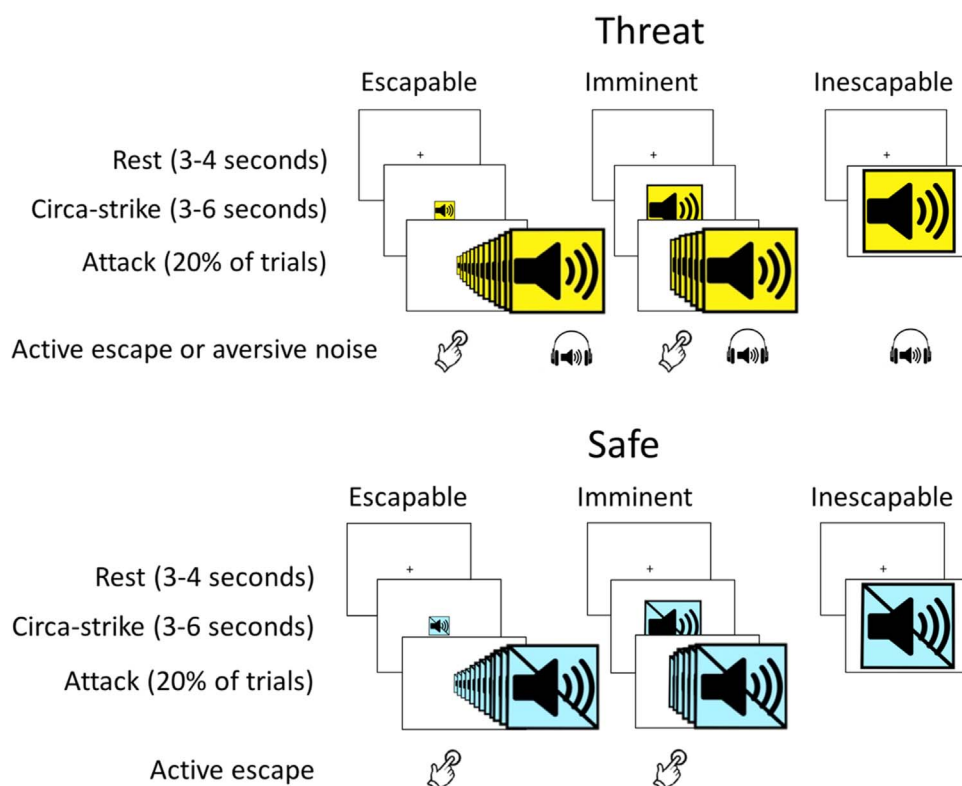 Threat
Escapable Imminent Inescapable
Rest (3-4 seconds)
Circa-strike (3-6 seconds)
Attack (20% of trials)
Active escape or aversive noise
Safe
Escapable Imminent Inescapable
Rest (3-4 seconds)
Circa-strike (3-6 seconds)
Attack (20% of trials)
Active escape